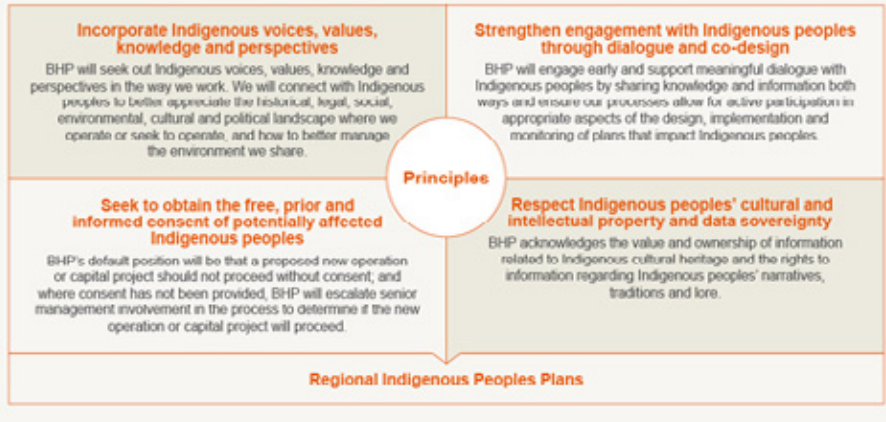 Incorporate Indigenous voices, values,
knowledge and perspectives
BHP will seek out Indigenous voices, values, knowledge and
perspectives in the way we work. We will connect with Indigenous
peoples to better appreciate the historical, legal, social,
environmental, cultural and political landscape where we
operate or seek to operate, and how to better manage
the environment we share.
Strengthen engagement with Indigenous peoples
through dialogue and co-design
BHP will engage early and support meaningful dialogue with
Indigenous peoples by sharing knowledge and information both
ways and ensure our processes allow for active participation in
appropriate aspects of the design, implementation and
monitoring of plans that impact Indigenous peoples.
Principles
Seek to obtain the free, prior and
informed consent of potentially affected
Indigenous peoples
BHP's default position will be that a proposed new operation
or capital project should not proceed without consent; and
where consent has not been provided, BHP will escalate senior
management involvement in the process to determine if the new
operation or capital project will proceed.
Respect Indigenous peoples' cultural and
intellectual property and data sovereignty
BHP acknowledges the value and ownership of information
related to Indigenous cultural heritage and the rights to
information regarding Indigenous peoples' narratives,
traditions and lore.
Regional Indigenous Peoples Plans